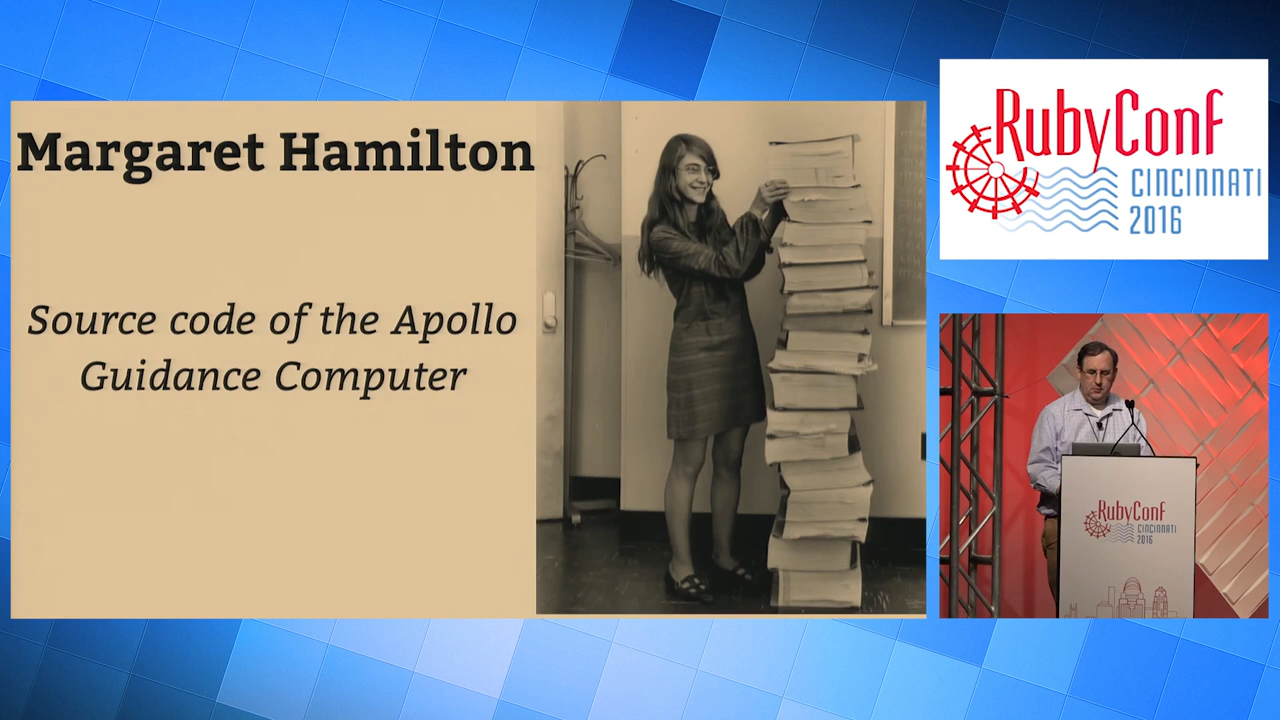 Margaret Hamilton
Source code of the Apollo
Guidance Computer
RubyConf
CINCINNATI
2016
RubyConf
CINCINNATI
2016